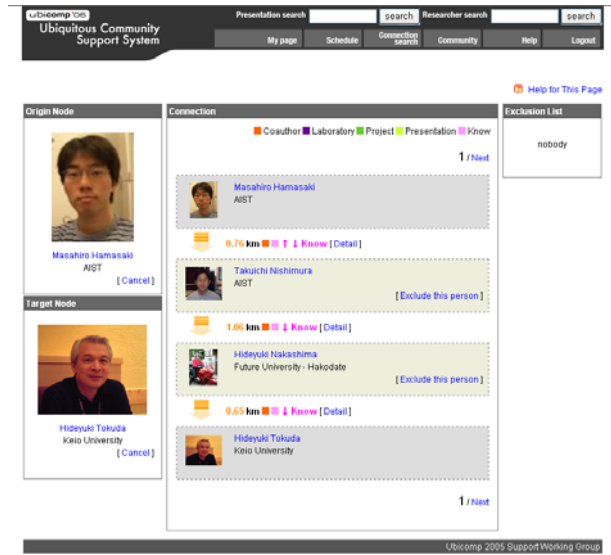 ubicomp '05
Ubiquitous Community
Support System
Presentation search search Researcher search search
My page Schedule Connection search Community Help Logout
Help for This Page
Origin Node
Masahiro Hamasaki
AIST
[ Cancel ]
Target Node
Hideyuki Tokuda
Keio University
[ Cancel ]
Connection
Coauthor Laboratory Project Presentation Know
1 / Next
Masahiro Hamasaki
AIST
0.76 km ↑ ↓ Know [ Detail ]
Takuichi Nishimura
AIST
[ Exclude this person ]
1.06 km ↓ Know [ Detail ]
Hideyuki Nakashima
Future University - Hakodate
[ Exclude this person ]
0.65 km ↓ Know [ Detail ]
Hideyuki Tokuda
Keio University
1 / Next
Exclusion List
nobody
Ubicomp 2005 Support Working Group